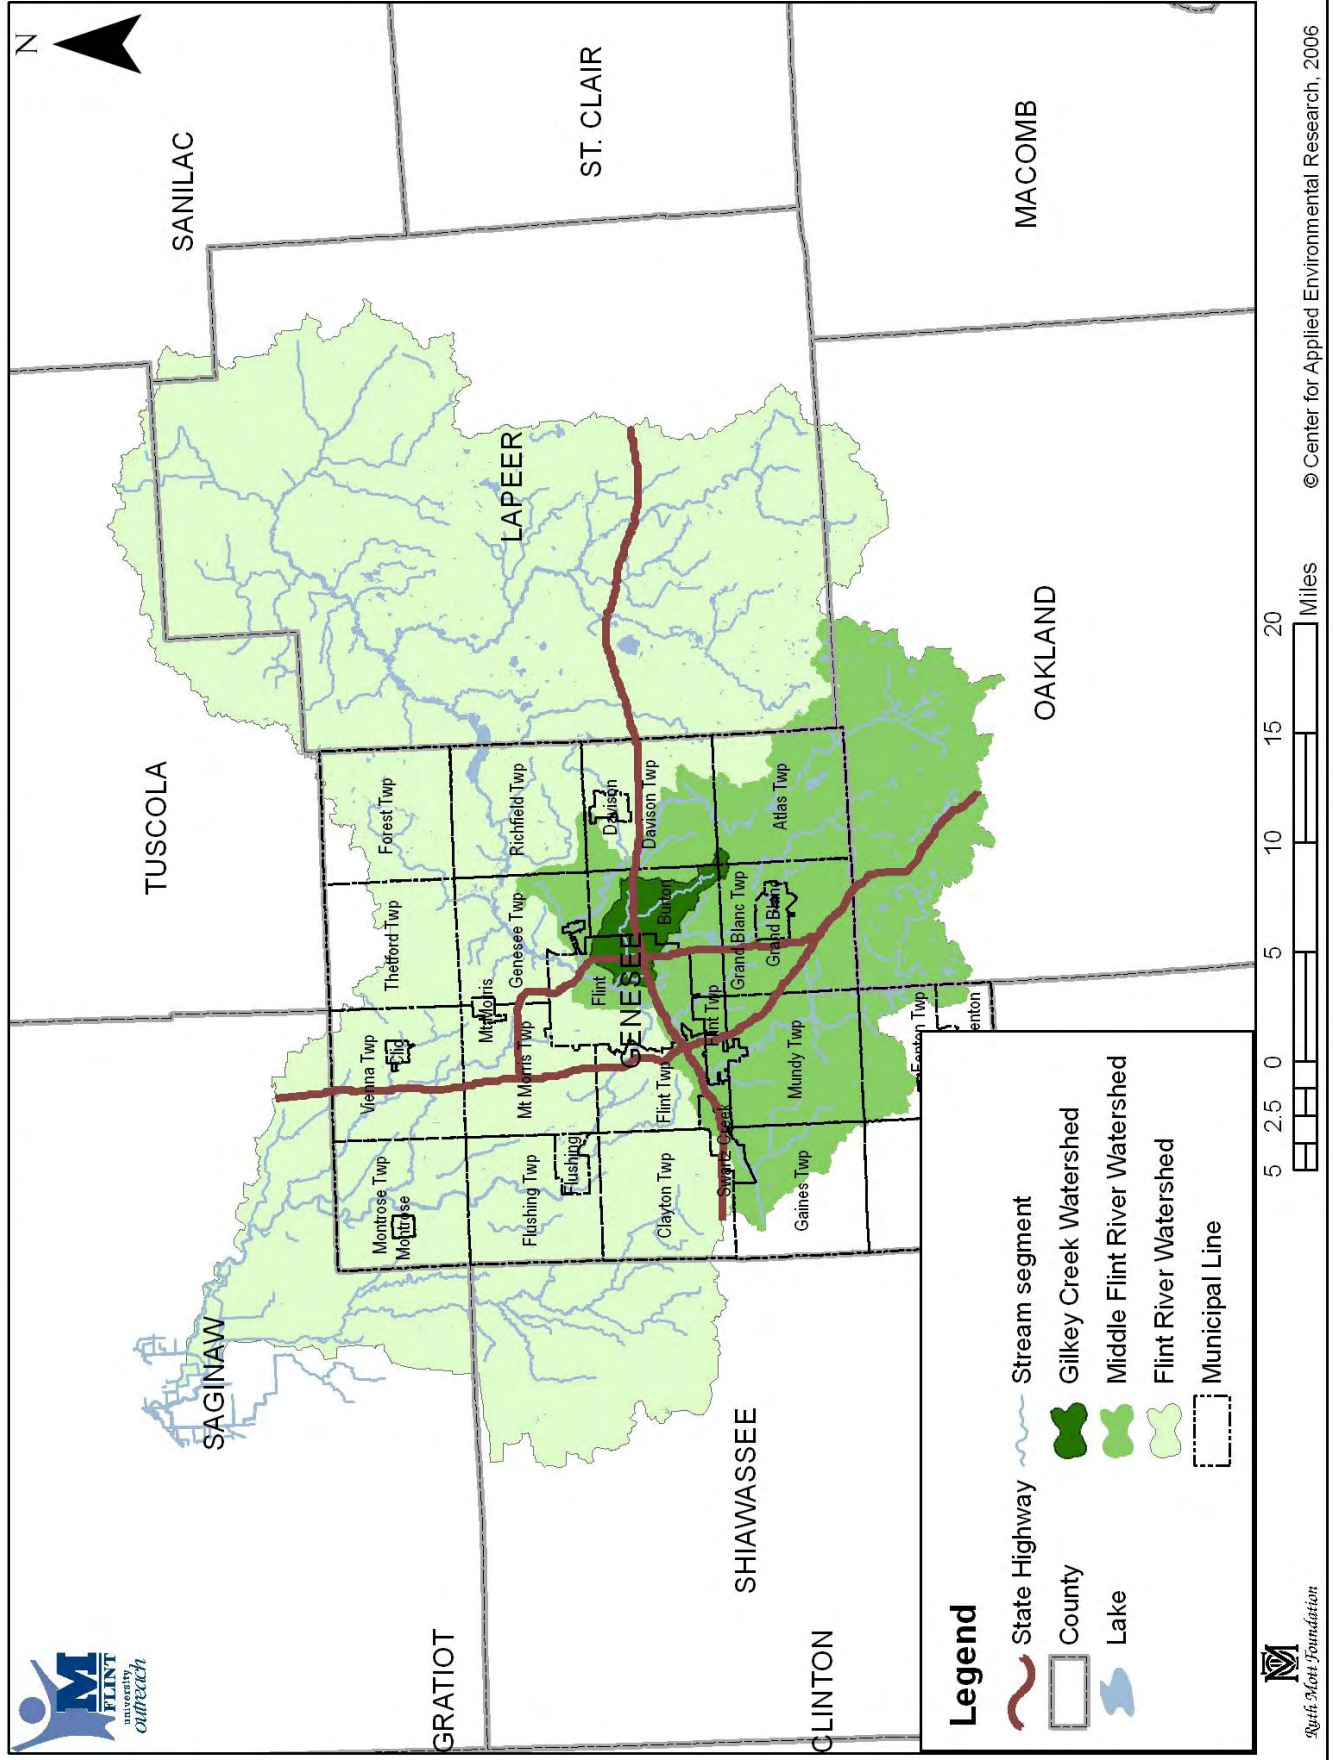 N
SANILAC
TUSCOLA
ST. CLAIR
MACOMB
LAPEER
OAKLAND
SAGINAW
GENESEE
SHIAWASSEE
GRATIOT
CLINTON
Forest Twp
Thetford Twp
Vienna Twp
Clio
Montrose Twp
Montrose
Richfield Twp
Genesee Twp
Mt Morris
Mt Morris Twp
Flushing Twp
Flushing
Davison
Davison Twp
Burton
Flint
Flint Twp
Clayton Twp
Swartz Creek
Flint Twp
Atlas Twp
Grand Blanc Twp
Grand Blanc
Mundy Twp
Gaines Twp
Fenton Twp
enton
M
FLINT
university
outreach
Legend
State Highway
County
Lake
Stream segment
Gilkey Creek Watershed
Middle Flint River Watershed
Flint River Watershed
Municipal Line
5 2.5 0 5 10 15 20
Miles
Ruth Mott Foundation
© Center for Applied Environmental Research, 2006